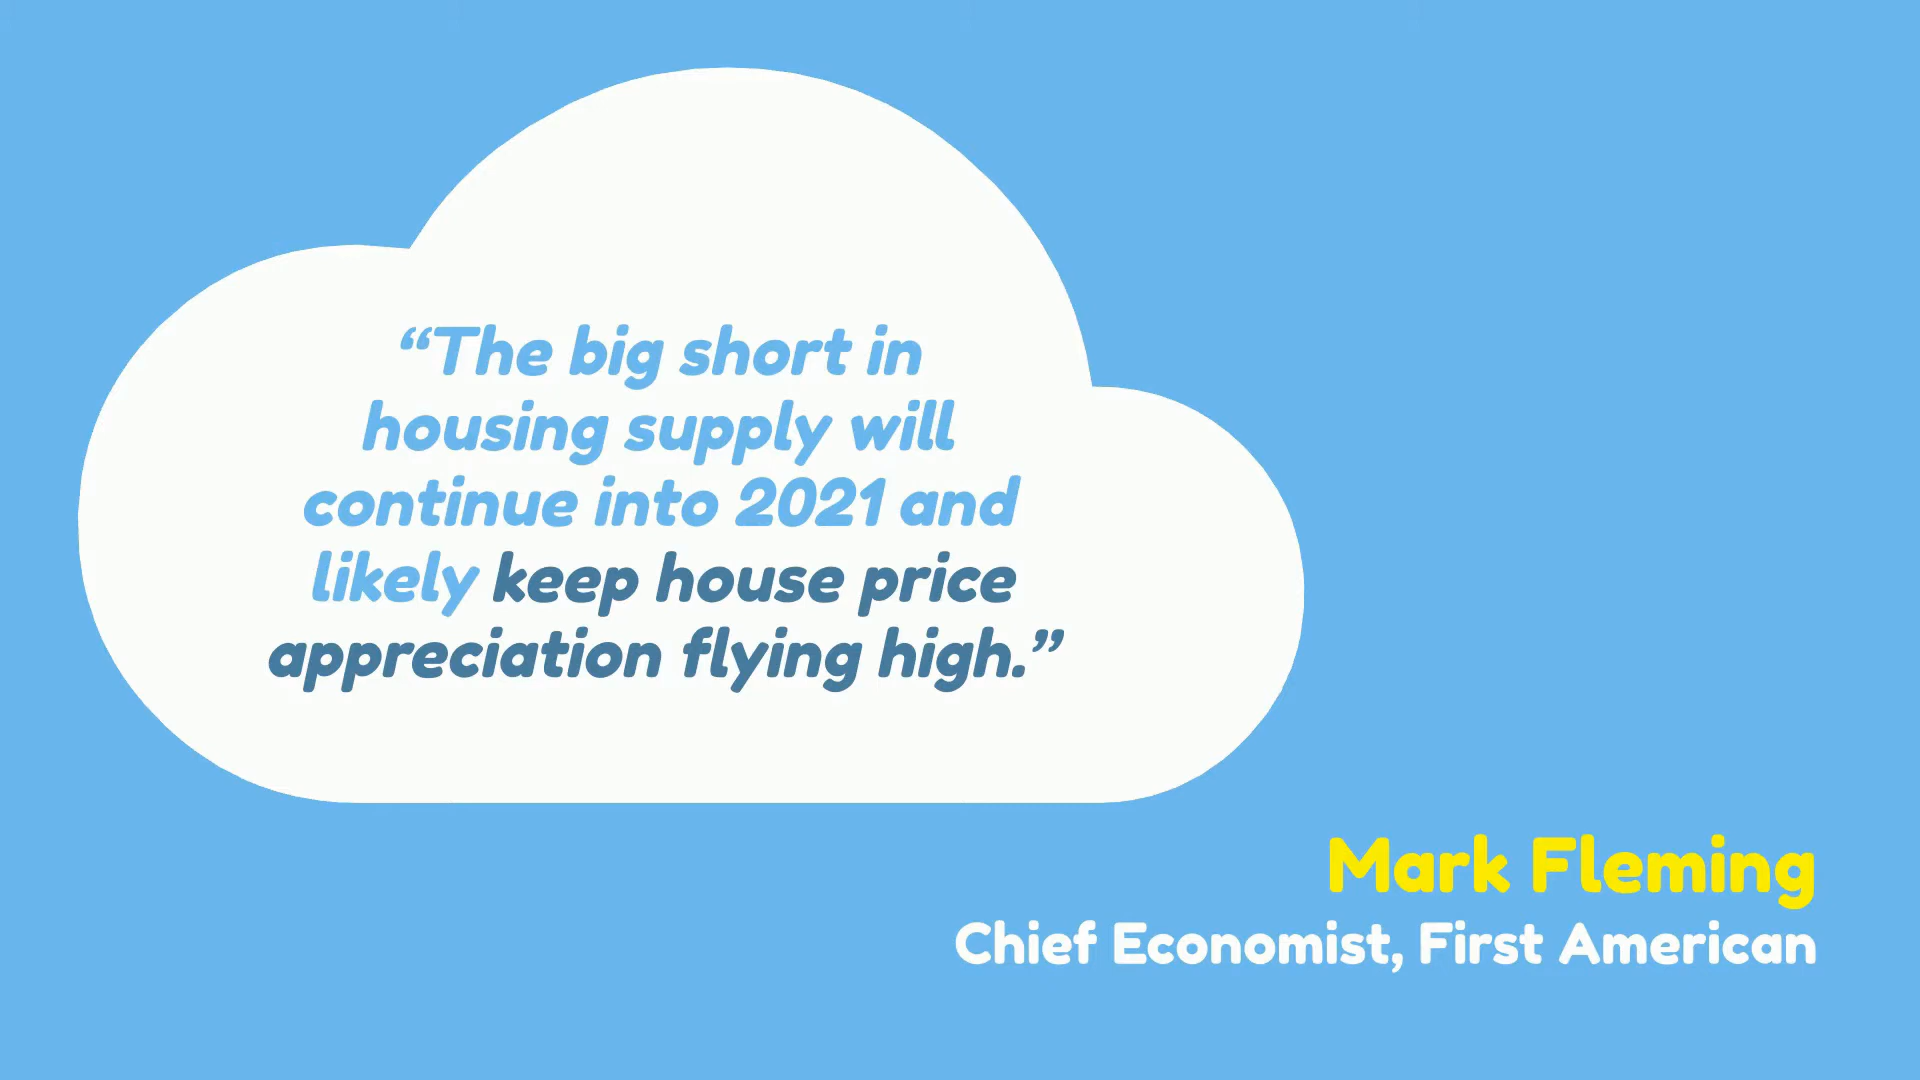 “The big short in
housing supply will
continue into 2021 and
likely keep house price
appreciation flying high.”
Mark Fleming
Chief Economist, First American